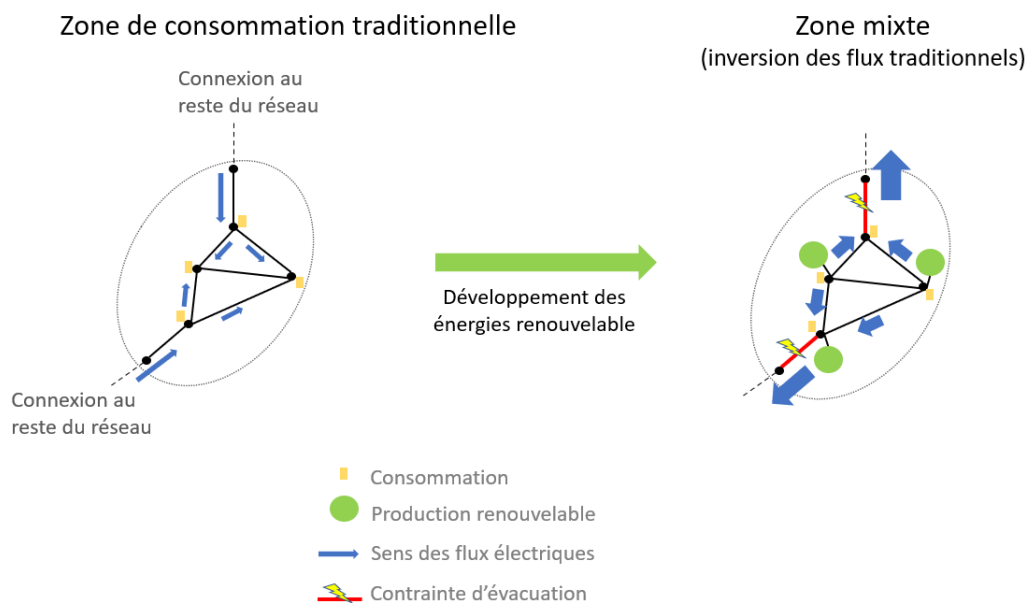 Zone de consommation traditionnelle
Zone mixte
(inversion des flux traditionnels)
Connexion au
reste du réseau
Développement des
énergies renouvelable
Connexion au
reste du réseau
Consommation
Production renouvelable
Sens des flux électriques
Contrainte d'évacuation